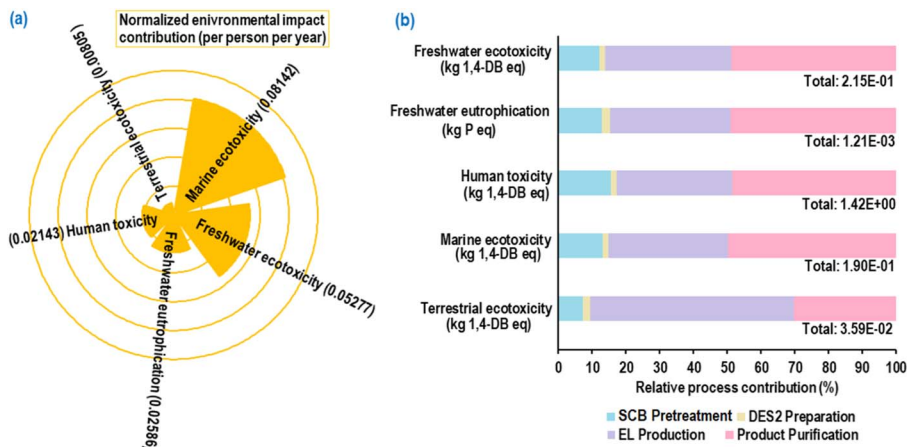 (a)
Normalized enivronmental impact
contribution (per person per year)
Terrestrial ecotoxicity (0.00805)
Marine ecotoxicity (0.08142)
(0.02143) Human toxicity
Freshwater ecotoxicity (0.05277)
Freshwater eutrophication (0.02586
(b)
Freshwater ecotoxicity
(kg 1,4-DB eq)
Total: 2.15E-01
Freshwater eutrophication
(kg P eq)
Total: 1.21E-03
Human toxicity
(kg 1,4-DB eq)
Total: 1.42E+00
Marine ecotoxicity
(kg 1,4-DB eq)
Total: 1.90E-01
Terrestrial ecotoxicity
(kg 1,4-DB eq)
Total: 3.59E-02
0 10 20 30 40 50 60 70 80 90 100
Relative process contribution (%)
SCB Pretreatment DES2 Preparation
EL Production Product Purification